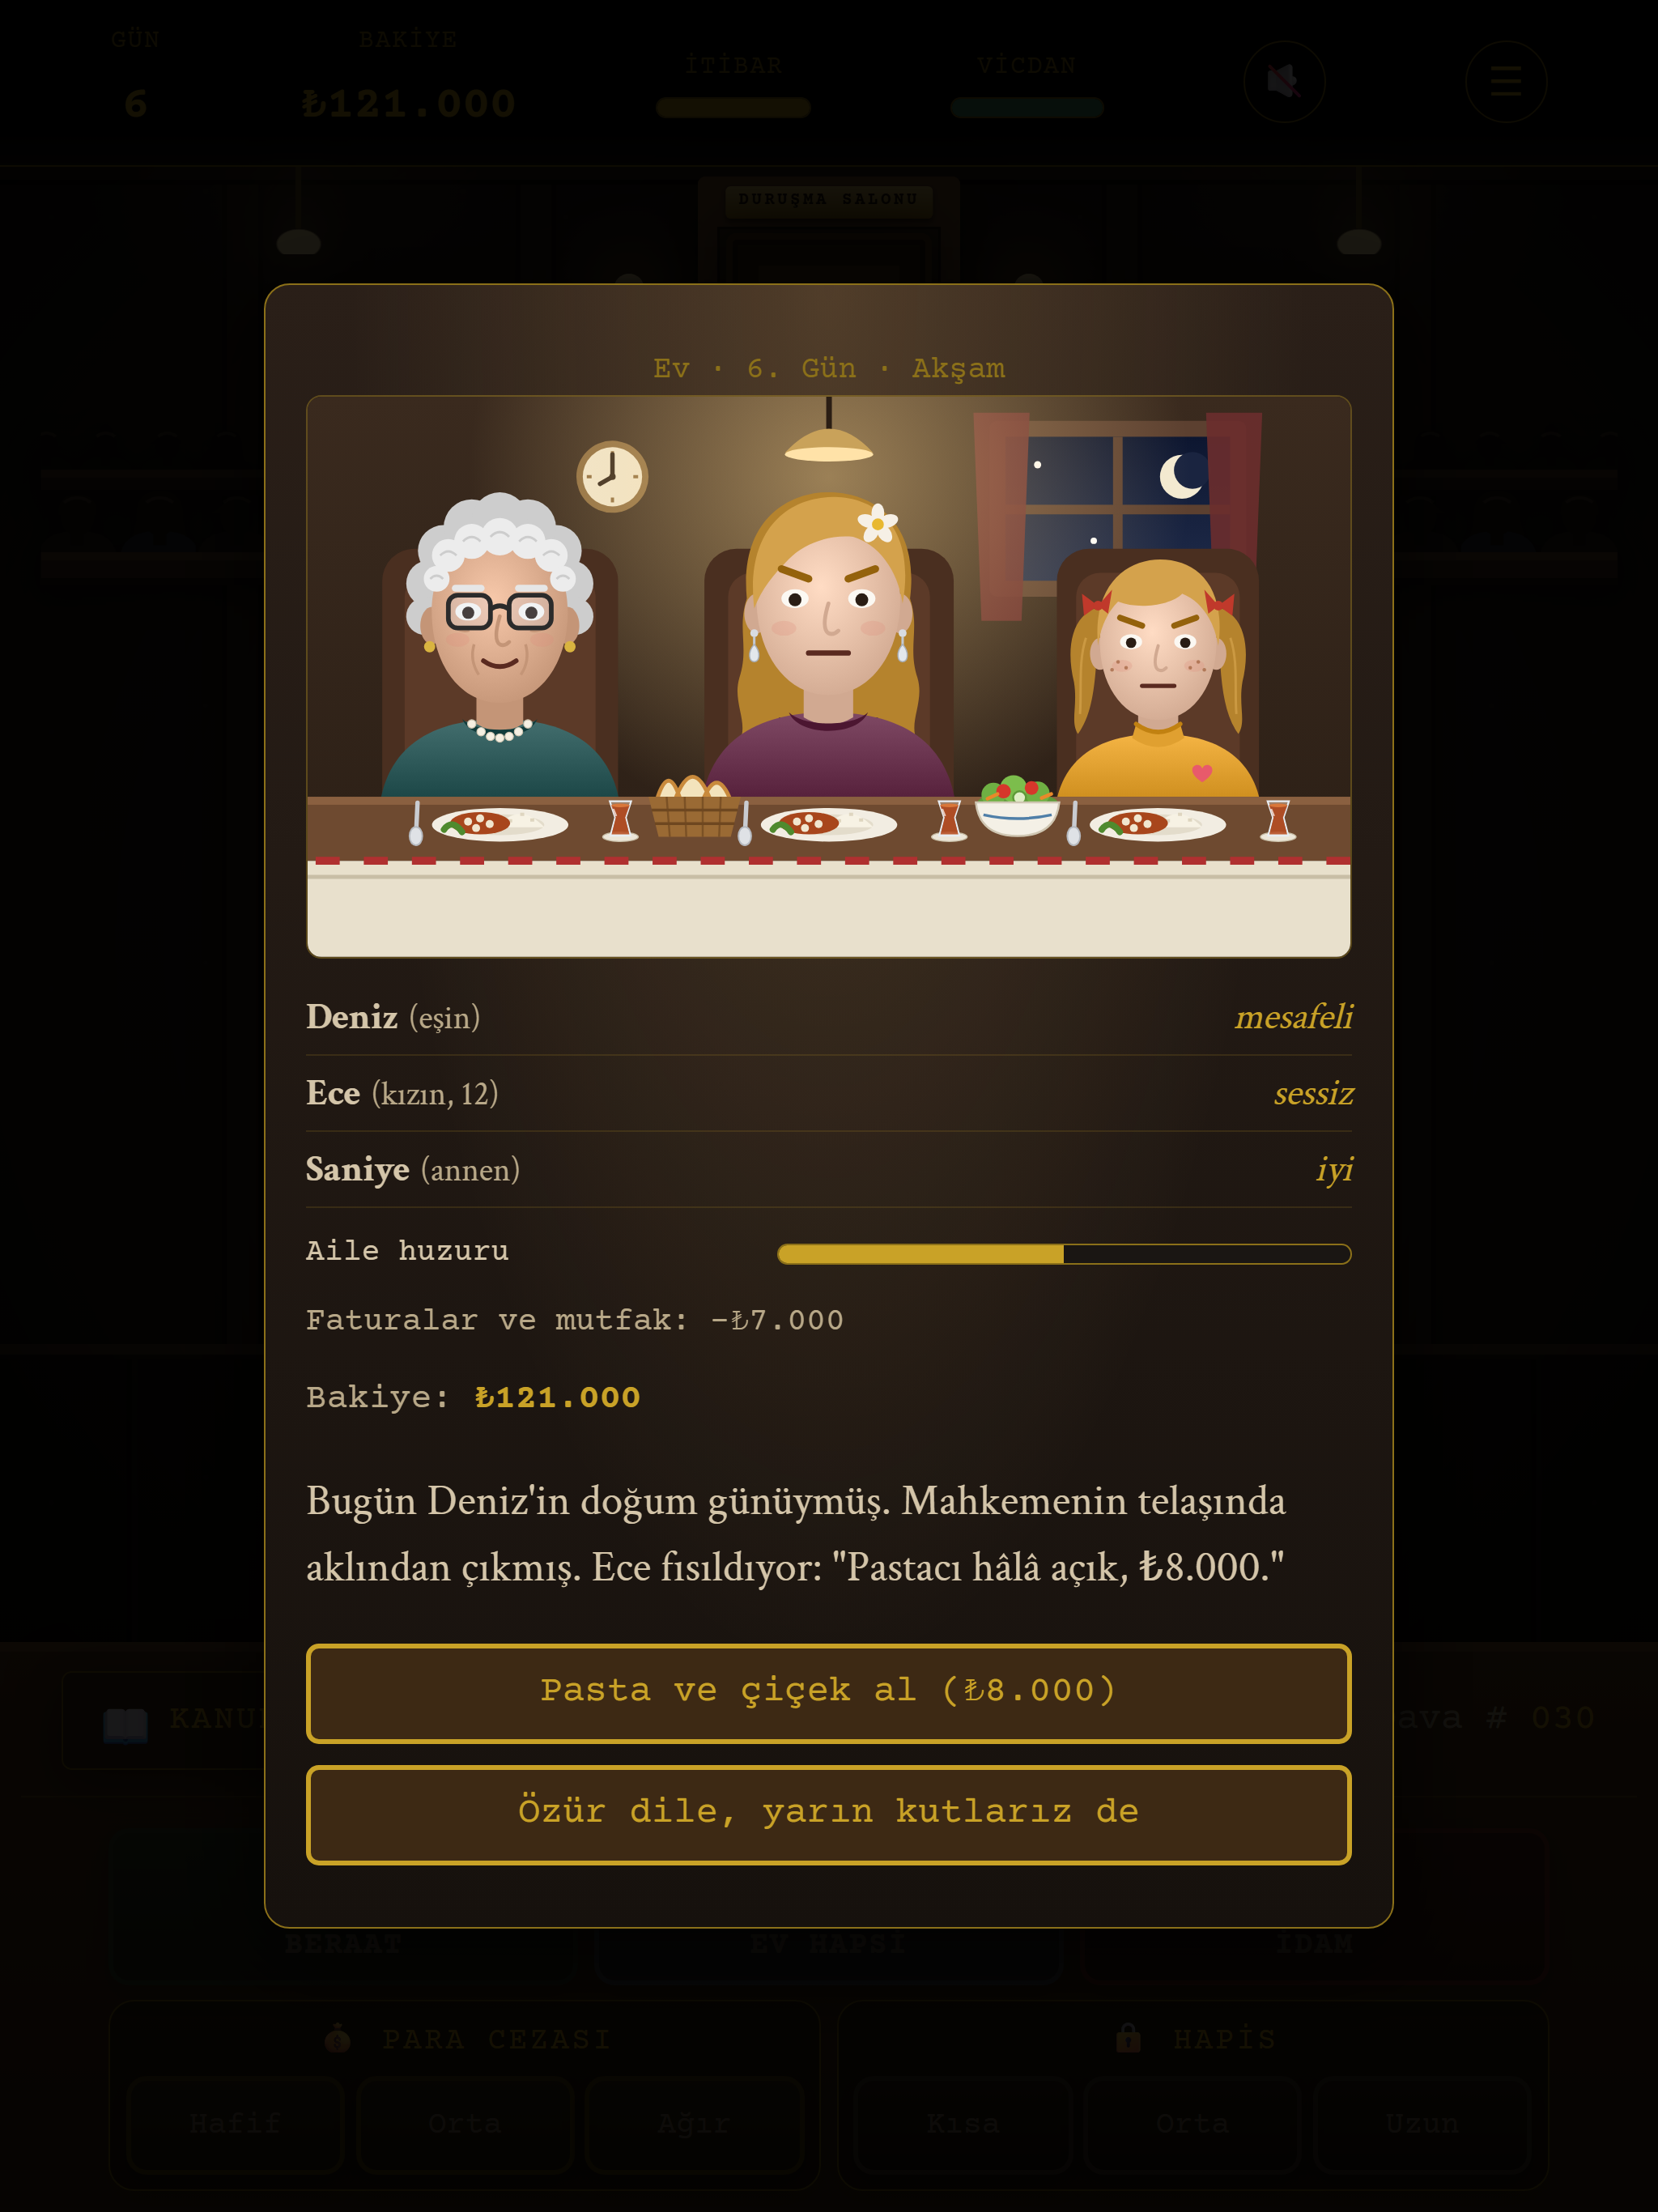 GÜN
BAKİYE
İTİBAR
VİCDAN
6
₺121.000
DURUŞMA SALONU
Ev · 6. Gün · Akşam
Deniz (eşin) mesafeli
Ece (kızın, 12) sessiz
Saniye (annen) iyi
Aile huzuru
Faturalar ve mutfak: −₺7.000
Bakiye: ₺121.000
Bugün Deniz'in doğum günüymüş. Mahkemenin telaşında
aklından çıkmış. Ece fısıldıyor: "Pastacı hâlâ açık, ₺8.000."
Pasta ve çiçek al (₺8.000)
Özür dile, yarın kutlarız de
# 030
BERAAT
EV HAPSİ
İDAM
PARA CEZASI
HAPİS
Hafif
Orta
Ağır
Kısa
Orta
Uzun